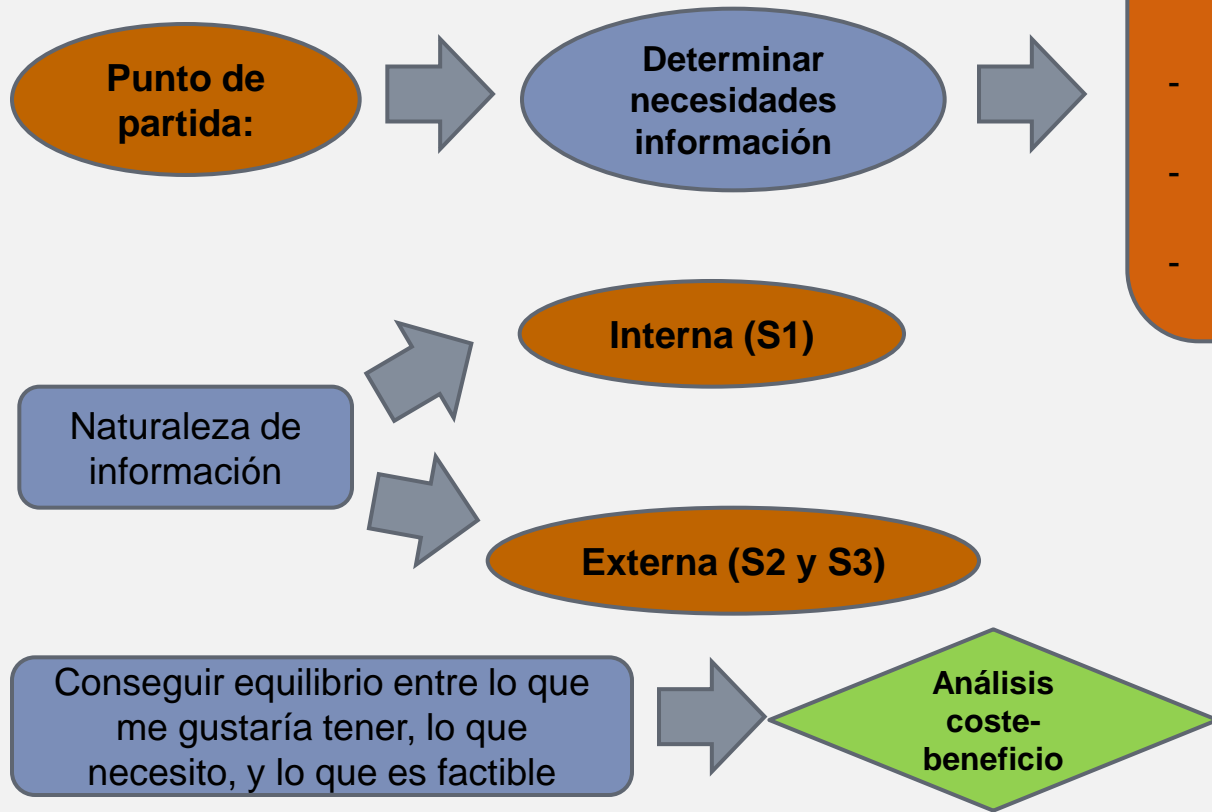 Punto de
partida:
Determinar
necesidades
información
-
-
-
Interna (S1)
Naturaleza de
información
Externa (S2 y S3)
Conseguir equilibrio entre lo que
me gustaría tener, lo que
necesito, y lo que es factible
Análisis
coste-
beneficio